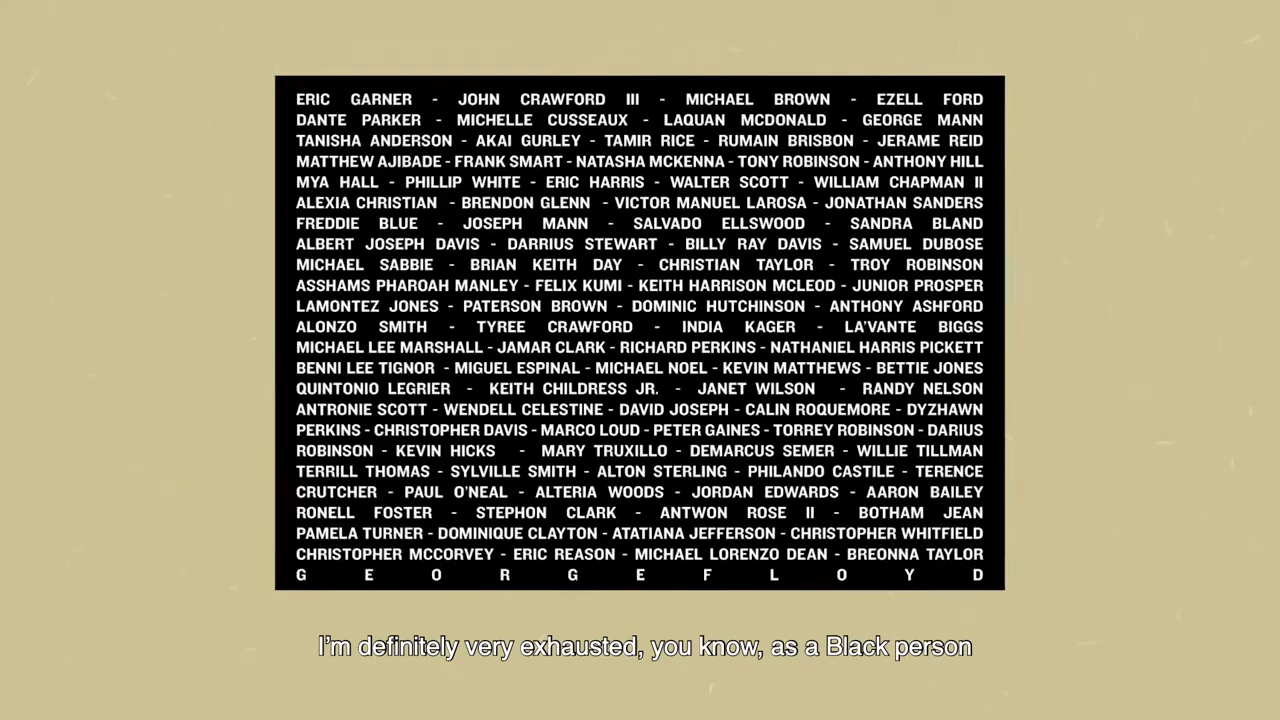 ERIC GARNER - JOHN CRAWFORD III - MICHAEL BROWN - EZELL FORD
DANTE PARKER - MICHELLE CUSSEAUX - LAQUAN MCDONALD - GEORGE MANN
TANISHA ANDERSON - AKAI GURLEY - TAMIR RICE - RUMAIN BRISBON - JERAME REID
MATTHEW AJIBADE - FRANK SMART - NATASHA MCKENNA - TONY ROBINSON - ANTHONY HILL
MYA HALL - PHILLIP WHITE - ERIC HARRIS - WALTER SCOTT - WILLIAM CHAPMAN II
ALEXIA CHRISTIAN - BRENDON GLENN - VICTOR MANUEL LAROSA - JONATHAN SANDERS
FREDDIE BLUE - JOSEPH MANN - SALVADO ELLSWOOD - SANDRA BLAND
ALBERT JOSEPH DAVIS - DARRIUS STEWART - BILLY RAY DAVIS - SAMUEL DUBOSE
MICHAEL SABBIE - BRIAN KEITH DAY - CHRISTIAN TAYLOR - TROY ROBINSON
ASSHAMS PHAROAH MANLEY - FELIX KUMI - KEITH HARRISON MCLEOD - JUNIOR PROSPER
LAMONTEZ JONES - PATERSON BROWN - DOMINIC HUTCHINSON - ANTHONY ASHFORD
ALONZO SMITH - TYREE CRAWFORD - INDIA KAGER - LA'VANTE BIGGS
MICHAEL LEE MARSHALL - JAMAR CLARK - RICHARD PERKINS - NATHANIEL HARRIS PICKETT
BENNI LEE TIGNOR - MIGUEL ESPINAL - MICHAEL NOEL - KEVIN MATTHEWS - BETTIE JONES
QUINTONIO LEGRIER - KEITH CHILDRESS JR. - JANET WILSON - RANDY NELSON
ANTRONIE SCOTT - WENDELL CELESTINE - DAVID JOSEPH - CALIN ROQUEMORE - DYZHAWN
PERKINS - CHRISTOPHER DAVIS - MARCO LOUD - PETER GAINES - TORREY ROBINSON - DARIUS
ROBINSON - KEVIN HICKS - MARY TRUXILLO - DEMARCUS SEMER - WILLIE TILLMAN
TERRILL THOMAS - SYLVILLE SMITH - ALTON STERLING - PHILANDO CASTILE - TERENCE
CRUTCHER - PAUL O'NEAL - ALTERIA WOODS - JORDAN EDWARDS - AARON BAILEY
RONELL FOSTER - STEPHON CLARK - ANTWON ROSE II - BOTHAM JEAN
PAMELA TURNER - DOMINIQUE CLAYTON - ATATIANA JEFFERSON - CHRISTOPHER WHITFIELD
CHRISTOPHER MCCORVEY - ERIC REASON - MICHAEL LORENZO DEAN - BREONNA TAYLOR
G E O R G E F L O Y D
I'm definitely very exhausted, you know, as a Black person